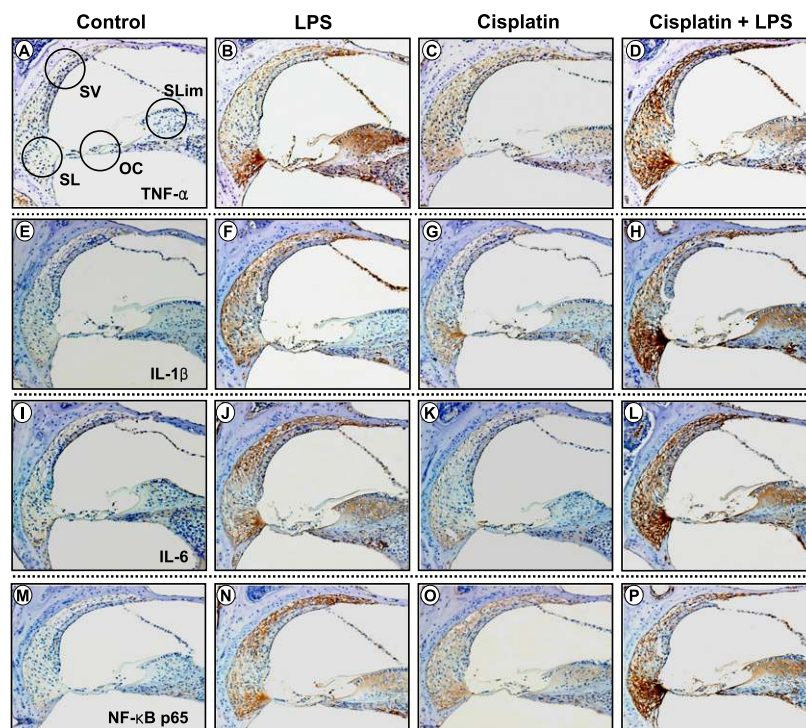 Control LPS Cisplatin Cisplatin + LPS
A B C D
SV SLim
SL OC
TNF-α
E F G H
IL-1β
I J K L
IL-6
M N O P
NF-κB p65